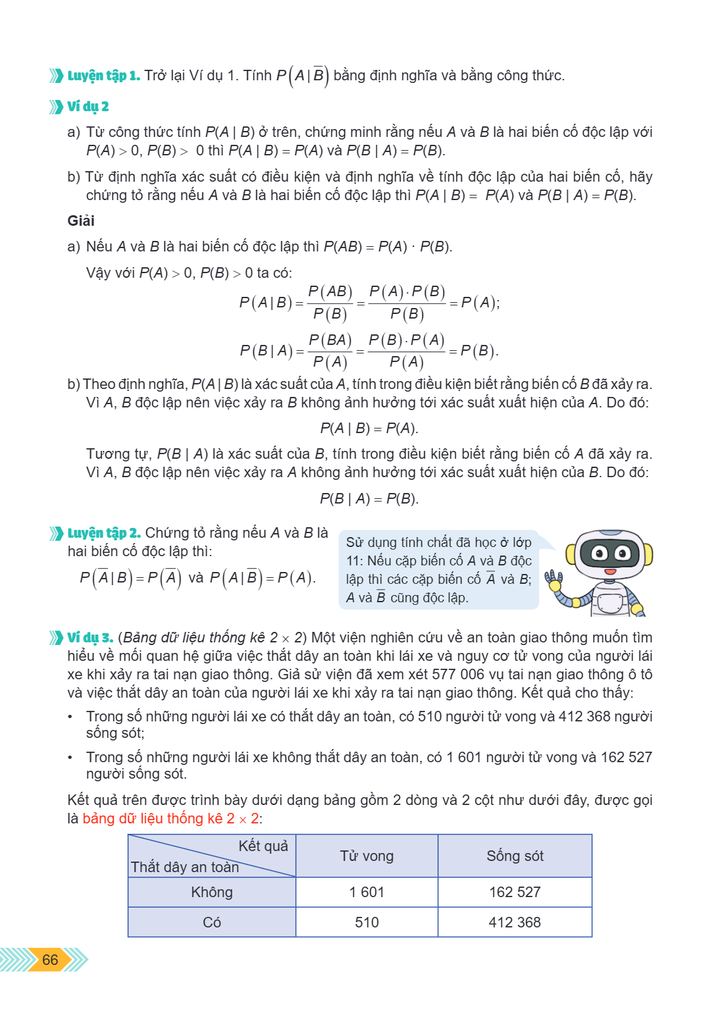 Luyện tập 1. Trở lại Ví dụ 1. Tính P(A | B̅) bằng định nghĩa và bằng công thức.
Ví dụ 2
a) Từ công thức tính P(A | B) ở trên, chứng minh rằng nếu A và B là hai biến cố độc lập với
P(A) > 0, P(B) > 0 thì P(A | B) = P(A) và P(B | A) = P(B).
b) Từ định nghĩa xác suất có điều kiện và định nghĩa về tính độc lập của hai biến cố, hãy
chứng tỏ rằng nếu A và B là hai biến cố độc lập thì P(A | B) = P(A) và P(B | A) = P(B).
Giải
a) Nếu A và B là hai biến cố độc lập thì P(AB) = P(A) · P(B).
Vậy với P(A) > 0, P(B) > 0 ta có:
P(A | B) = P(AB)/P(B) = P(A)·P(B)/P(B) = P(A);
P(B | A) = P(BA)/P(A) = P(B)·P(A)/P(A) = P(B).
b) Theo định nghĩa, P(A | B) là xác suất của A, tính trong điều kiện biết rằng biến cố B đã xảy ra.
Vì A, B độc lập nên việc xảy ra B không ảnh hưởng tới xác suất xuất hiện của A. Do đó:
P(A | B) = P(A).
Tương tự, P(B | A) là xác suất của B, tính trong điều kiện biết rằng biến cố A đã xảy ra.
Vì A, B độc lập nên việc xảy ra A không ảnh hưởng tới xác suất xuất hiện của B. Do đó:
P(B | A) = P(B).
Luyện tập 2. Chứng tỏ rằng nếu A và B là
hai biến cố độc lập thì:
P(A̅ | B) = P(A̅) và P(A | B̅) = P(A).
Sử dụng tính chất đã học ở lớp
11: Nếu cặp biến cố A và B độc
lập thì các cặp biến cố A̅ và B;
A và B̅ cũng độc lập.
Ví dụ 3. (Bảng dữ liệu thống kê 2 × 2) Một viện nghiên cứu về an toàn giao thông muốn tìm
hiểu về mối quan hệ giữa việc thắt dây an toàn khi lái xe và nguy cơ tử vong của người lái
xe khi xảy ra tai nạn giao thông. Giả sử viện đã xem xét 577 006 vụ tai nạn giao thông ô tô
và việc thắt dây an toàn của người lái xe khi xảy ra tai nạn giao thông. Kết quả cho thấy:
• Trong số những người lái xe có thắt dây an toàn, có 510 người tử vong và 412 368 người
sống sót;
• Trong số những người lái xe không thắt dây an toàn, có 1 601 người tử vong và 162 527
người sống sót.
Kết quả trên được trình bày dưới dạng bảng gồm 2 dòng và 2 cột như dưới đây, được gọi
là bảng dữ liệu thống kê 2 × 2:
Kết quả
Thắt dây an toàn
Tử vong
Sống sót
Không 1 601 162 527
Có 510 412 368
66